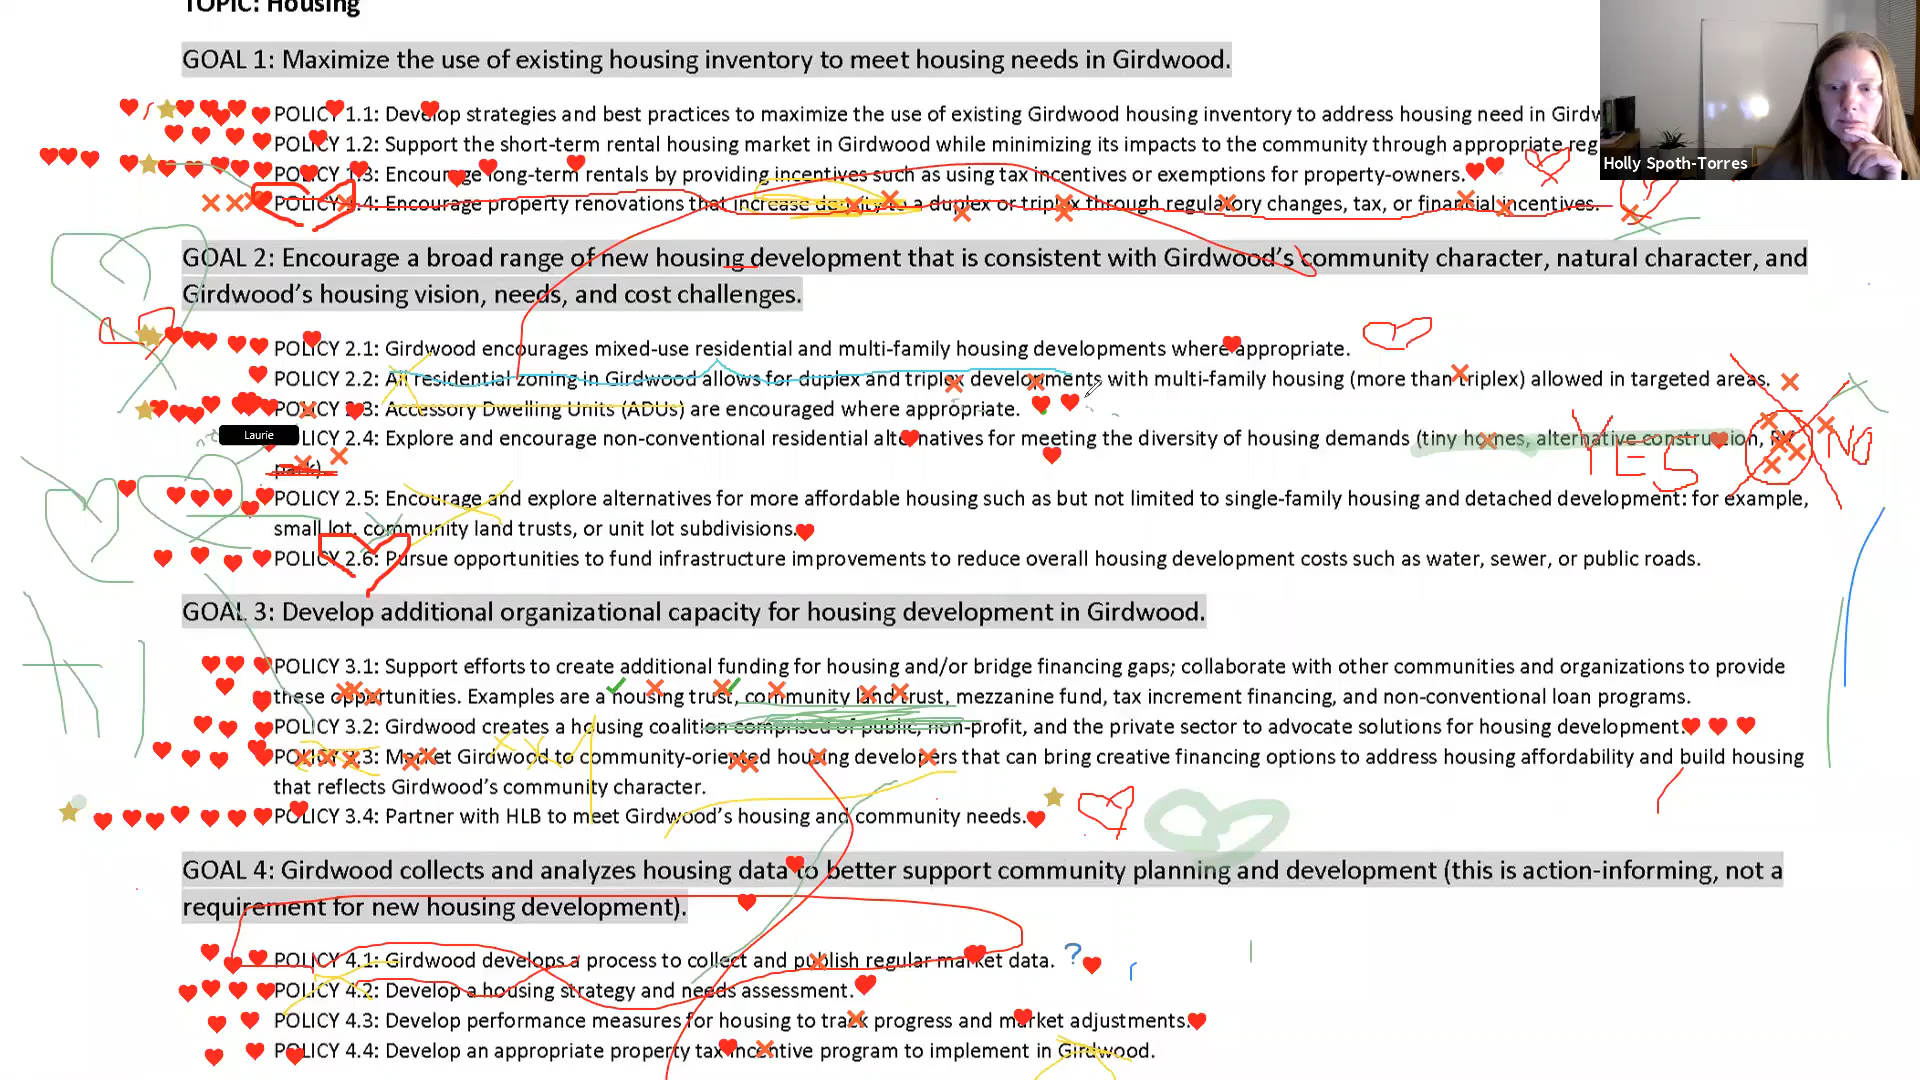 TOPIC: Housing
GOAL 1: Maximize the use of existing housing inventory to meet housing needs in Girdwood.
POLICY 1.1: Develop strategies and best practices to maximize the use of existing Girdwood housing inventory to address housing need in
POLICY 1.2: Support the short-term rental housing market in Girdwood while minimizing its impacts to the community through appropriate
Holly Spoth-Torres
POLICY 1.3: Encourage long-term rentals by providing incentives such as using tax incentives or exemptions for property-owners.
POLICY 1.4: Encourage property renovations that increase density to a duplex or triplex through regulatory changes, tax, or financial incentives.
GOAL 2: Encourage a broad range of new housing development that is consistent with Girdwood's community character, natural character, and
Girdwood's housing vision, needs, and cost challenges.
POLICY 2.1: Girdwood encourages mixed-use residential and multi-family housing developments where appropriate.
POLICY 2.2: All residential zoning in Girdwood allows for duplex and triplex developments with multi-family housing (more than triplex) allowed in targeted areas.
POLICY 2.3: Accessory Dwelling Units (ADUs) are encouraged where appropriate.
Laurie
POLICY 2.4: Explore and encourage non-conventional residential alternatives for meeting the diversity of housing demands (tiny homes, alternative construction, RV
YES NO
park)
POLICY 2.5: Encourage and explore alternatives for more affordable housing such as but not limited to single-family housing and detached development: for example,
small lot, community land trusts, or unit lot subdivisions.
POLICY 2.6: Pursue opportunities to fund infrastructure improvements to reduce overall housing development costs such as water, sewer, or public roads.
GOAL 3: Develop additional organizational capacity for housing development in Girdwood.
+1
POLICY 3.1: Support efforts to create additional funding for housing and/or bridge financing gaps; collaborate with other communities and organizations to provide
these opportunities. Examples are a housing trust, community land trust, mezzanine fund, tax increment financing, and non-conventional loan programs.
POLICY 3.2: Girdwood creates a housing coalition comprised of public, non-profit, and the private sector to advocate solutions for housing development.
POLICY 3.3: Market Girdwood to community-oriented housing developers that can bring creative financing options to address housing affordability and build housing
that reflects Girdwood's community character.
POLICY 3.4: Partner with HLB to meet Girdwood's housing and community needs.
GOAL 4: Girdwood collects and analyzes housing data to better support community planning and development (this is action-informing, not a
requirement for new housing development).
POLICY 4.1: Girdwood develops a process to collect and publish regular market data. ?
POLICY 4.2: Develop a housing strategy and needs assessment.
POLICY 4.3: Develop performance measures for housing to track progress and market adjustments.
POLICY 4.4: Develop an appropriate property tax incentive program to implement in Girdwood.